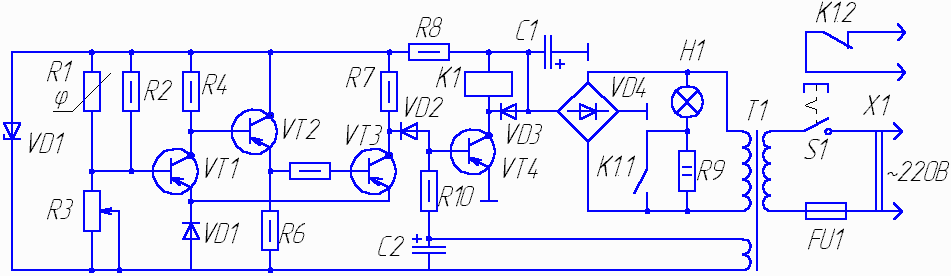 R8
C1
K12
R1
φ
R2
R4
R7
K1
H1
VD2
VD4
T1
X1
VD1
VT2
VT3
VD3
VT1
VT4
K11
R9
S1
~220В
R3
R10
VD1
R6
C2
FU1
+
+